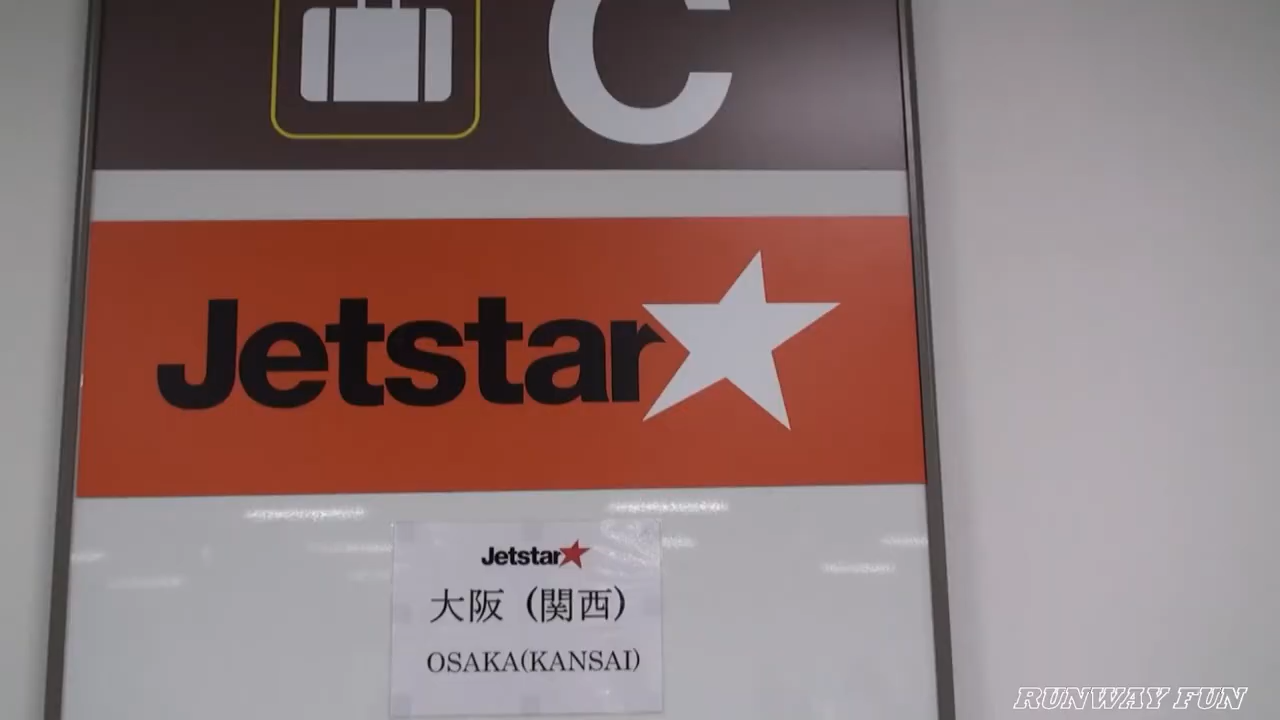 C
Jetstar
Jetstar
大阪 (関西)
OSAKA(KANSAI)
RUNWAY FUN